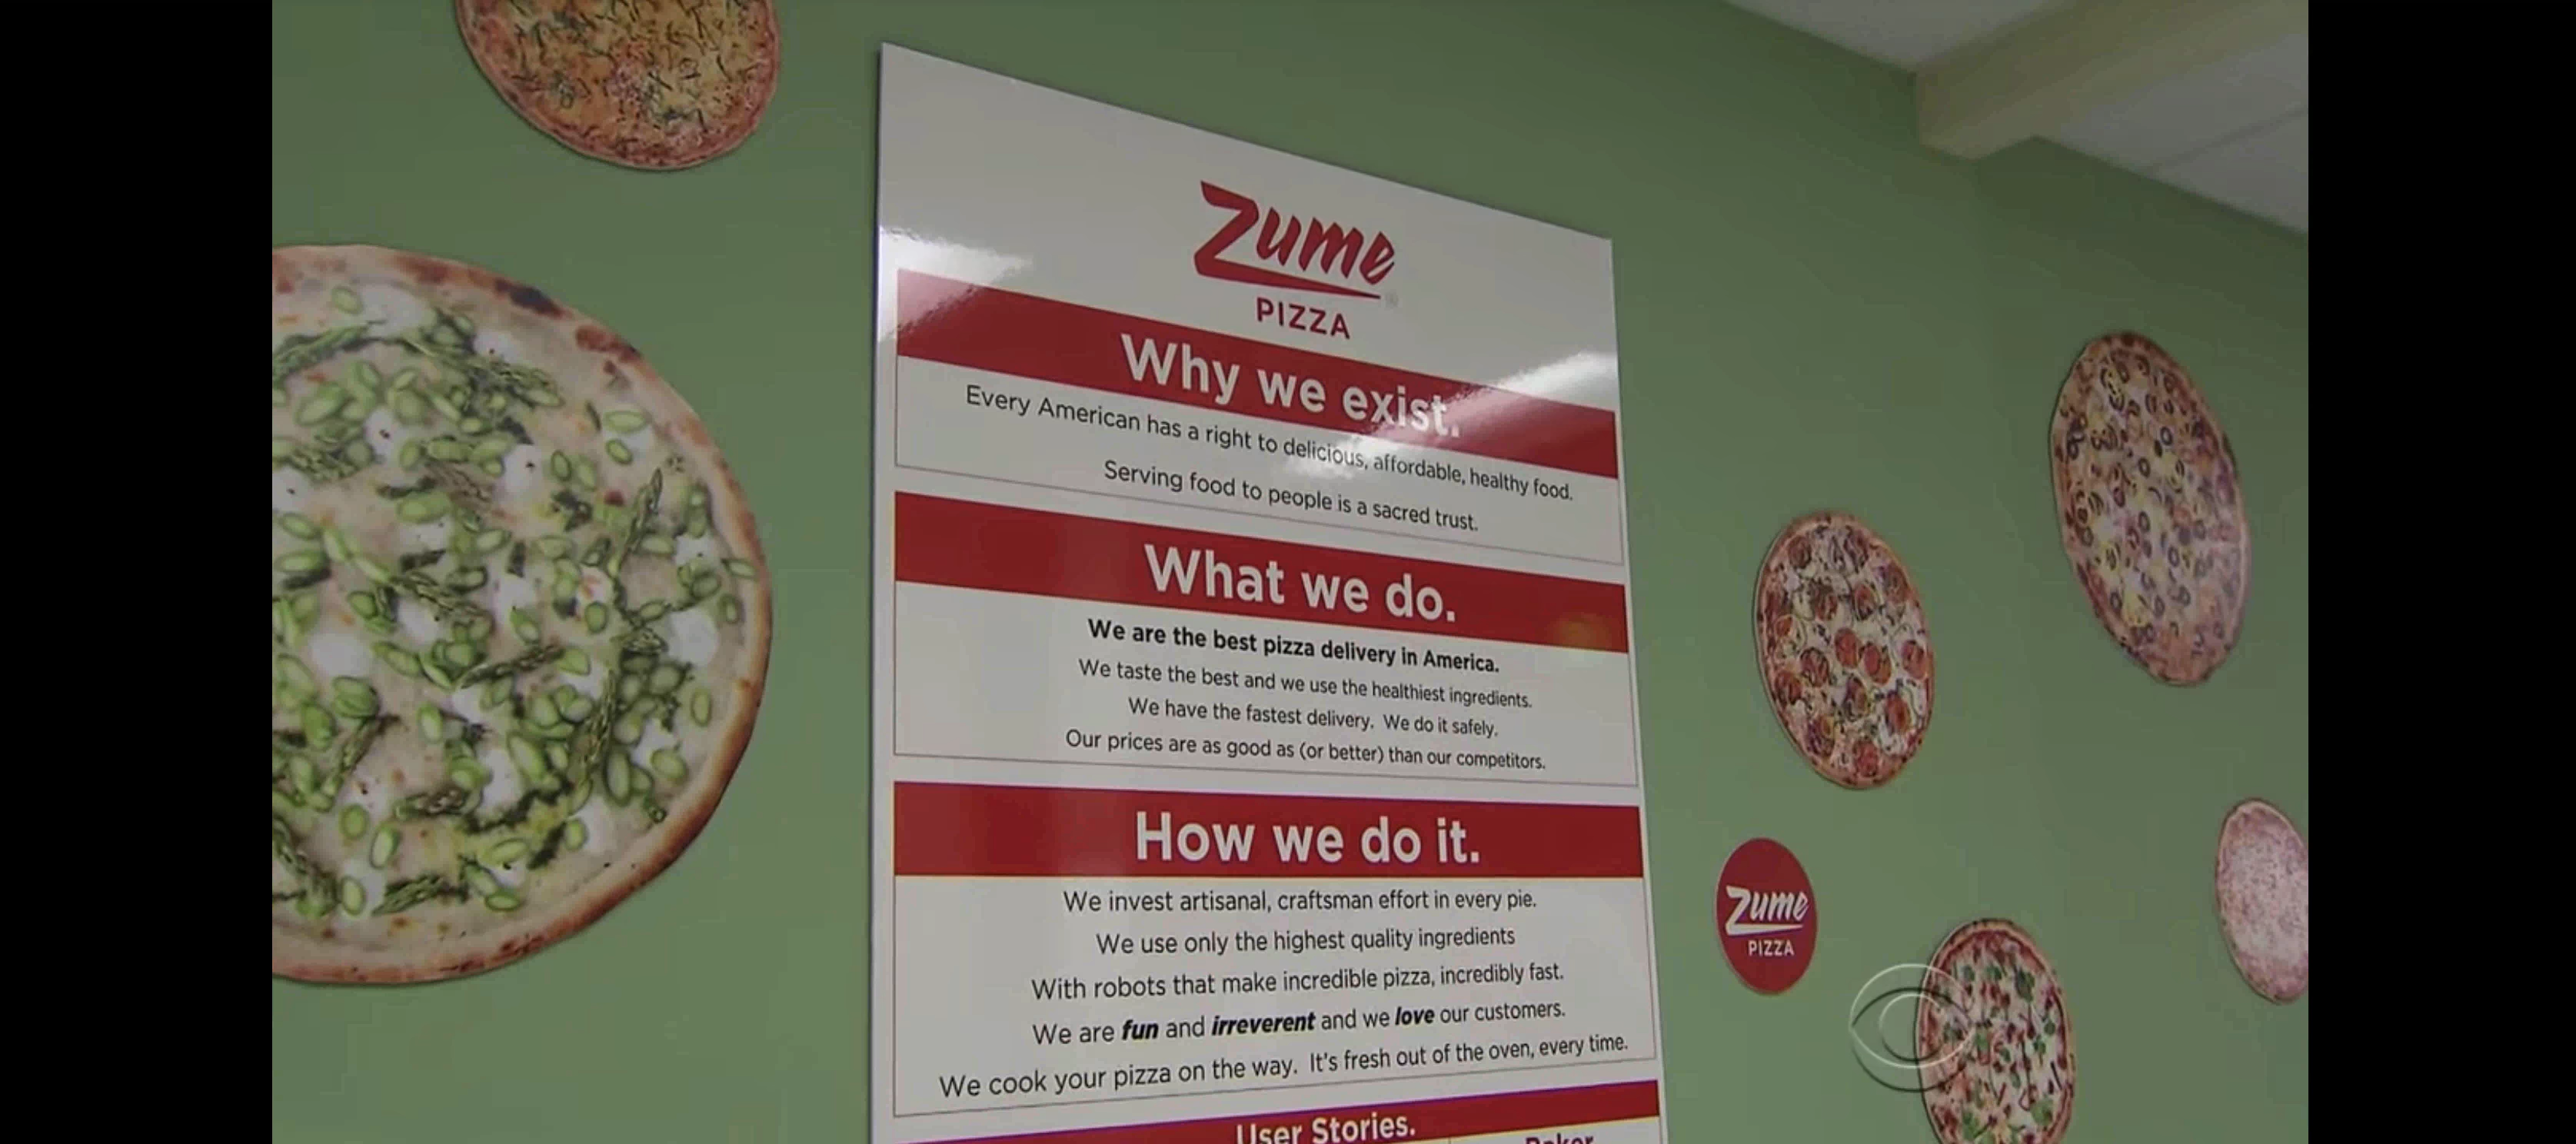 Zume
PIZZA
Why we exist.
Every American has a right to delicious, affordable, healthy food.
Serving food to people is a sacred trust.
What we do.
We are the best pizza delivery in America.
We taste the best and we use the healthiest ingredients.
We have the fastest delivery. We do it safely.
Our prices are as good as (or better) than our competitors.
How we do it.
We invest artisanal, craftsman effort in every pie.
We use only the highest quality ingredients
With robots that make incredible pizza, incredibly fast.
We are fun and irreverent and we love our customers.
We cook your pizza on the way. It's fresh out of the oven, every time.
User Stories.
Zume
PIZZA